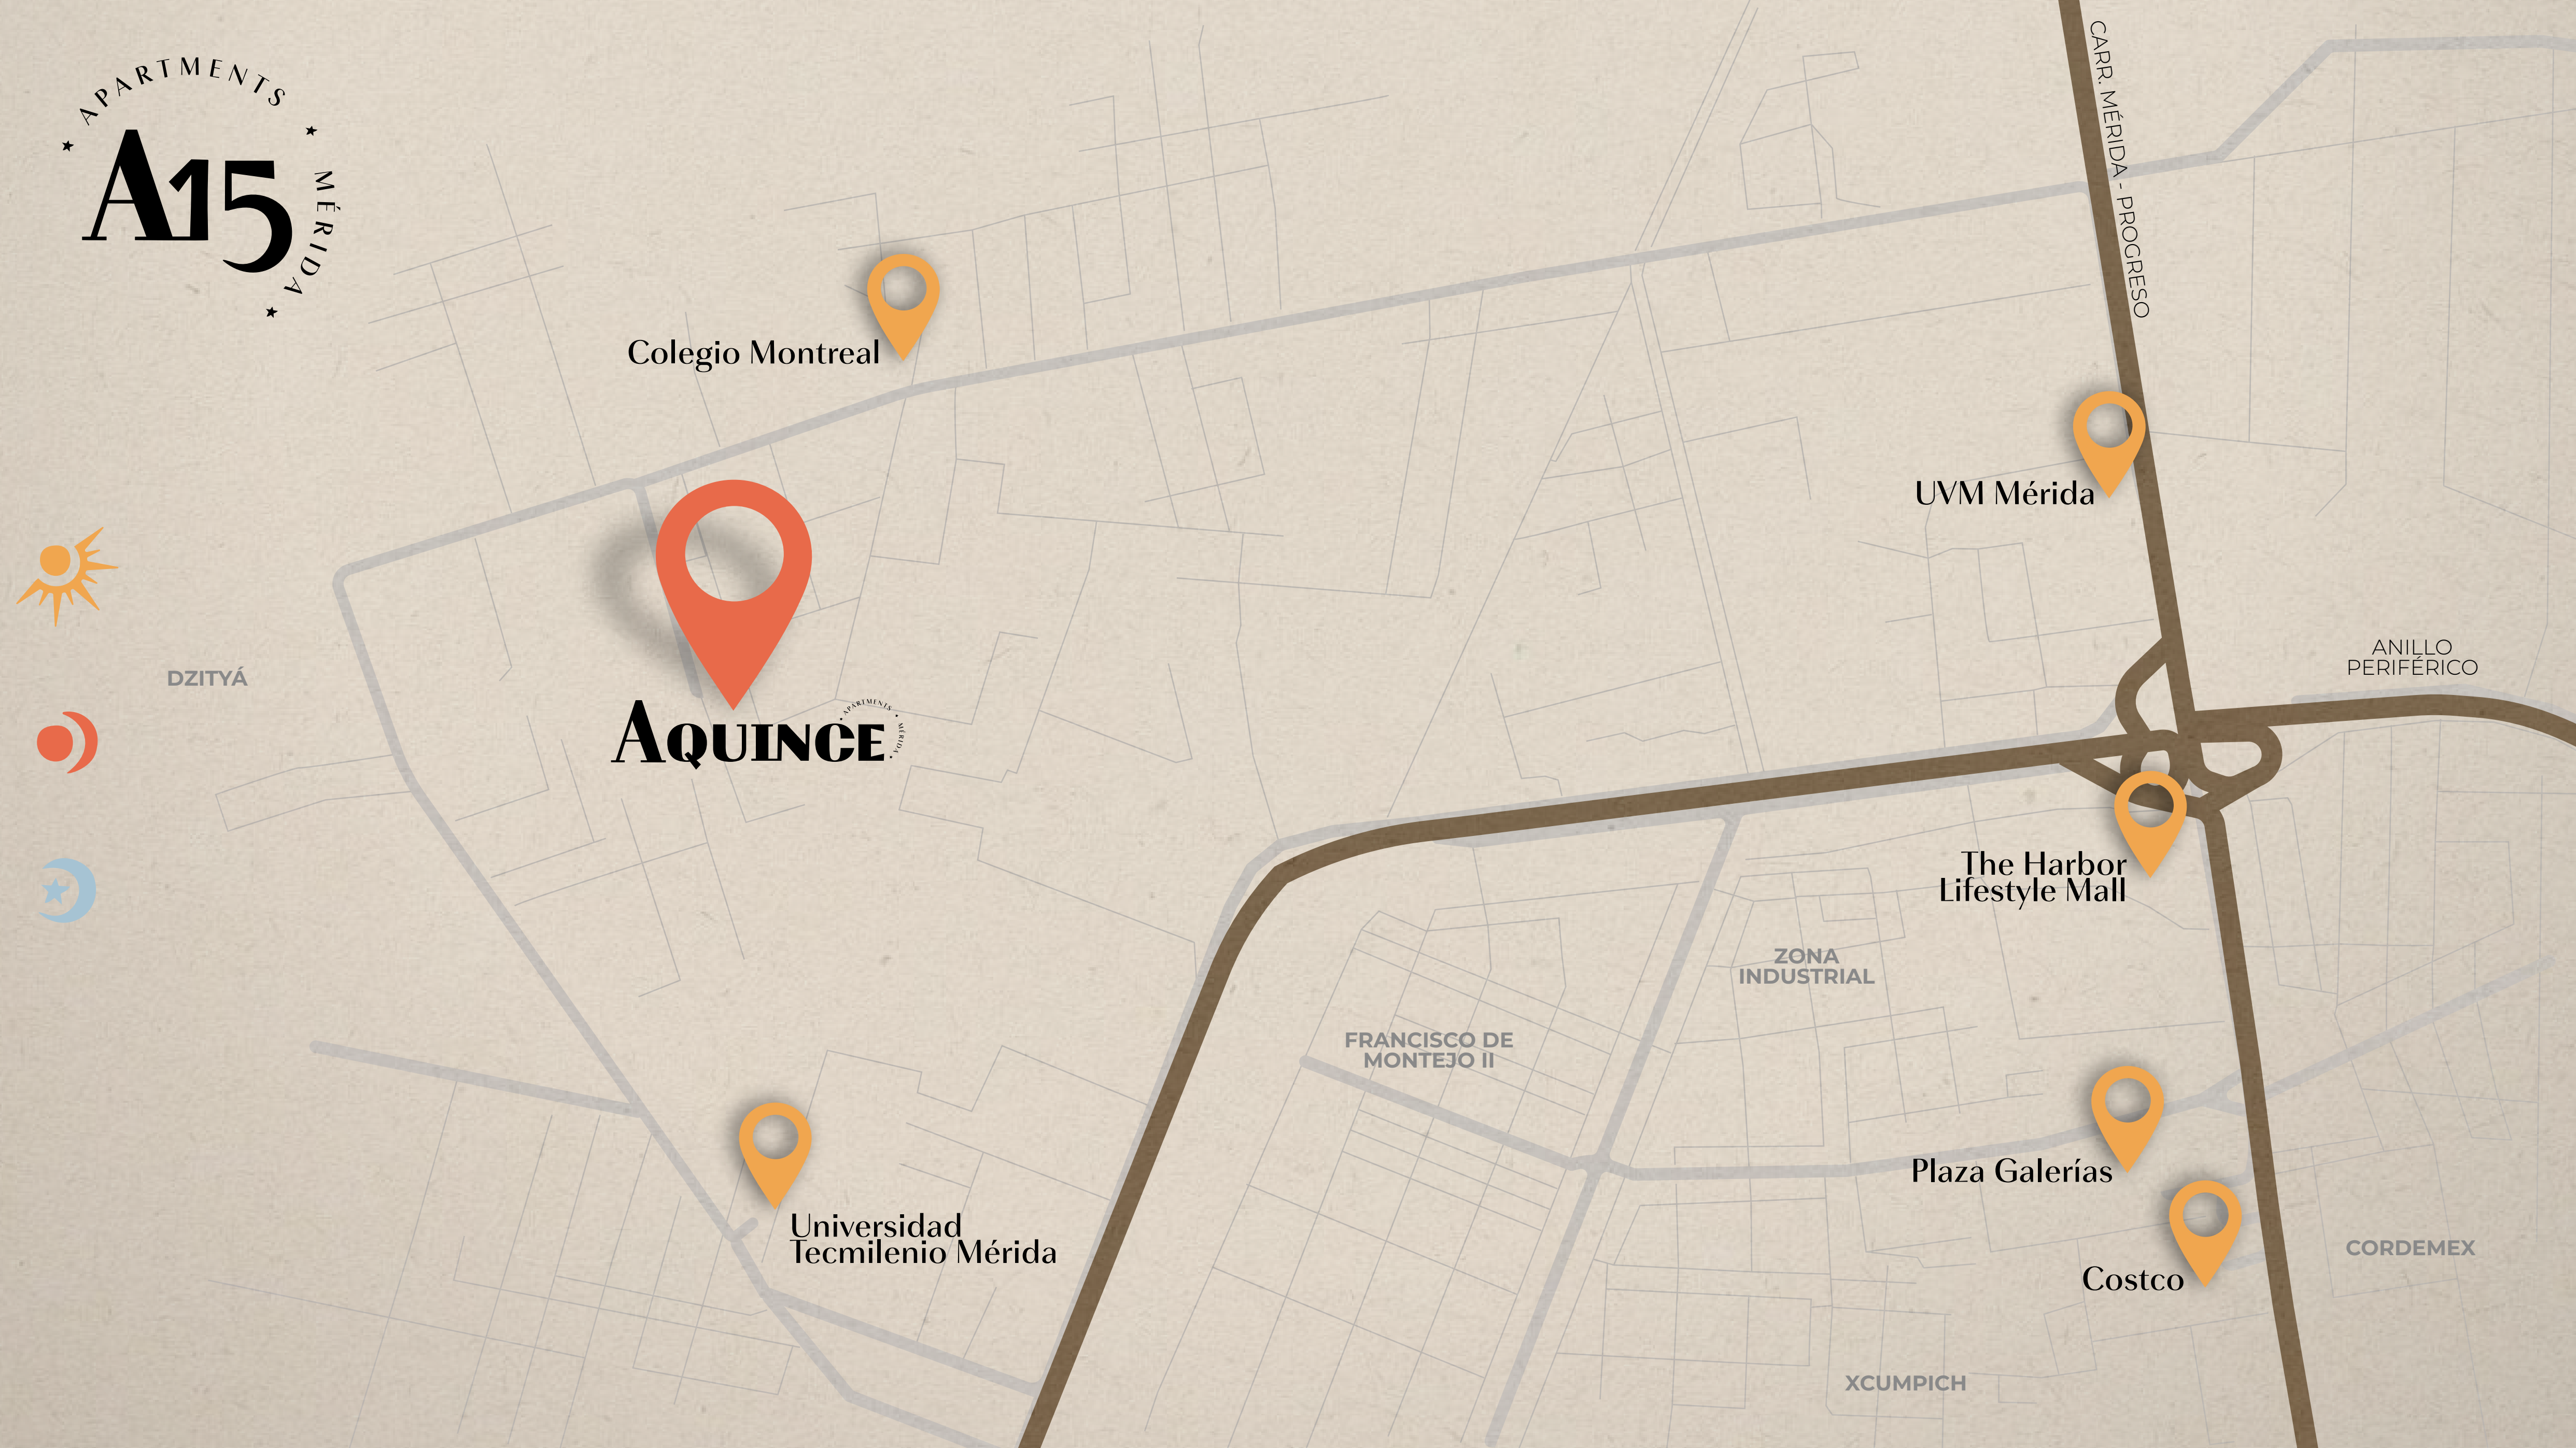 APARTMENTS
MÉRIDA
A15
CARR. MÉRIDA - PROGRESO
Colegio Montreal
UVM Mérida
ANILLO
PERIFÉRICO
DZITYÁ
AQUINCE
APARTMENTS
MÉRIDA
The Harbor
Lifestyle Mall
ZONA
INDUSTRIAL
FRANCISCO DE
MONTEJO II
Plaza Galerías
Universidad
Tecmilenio Mérida
CORDEMEX
Costco
XCUMPICH